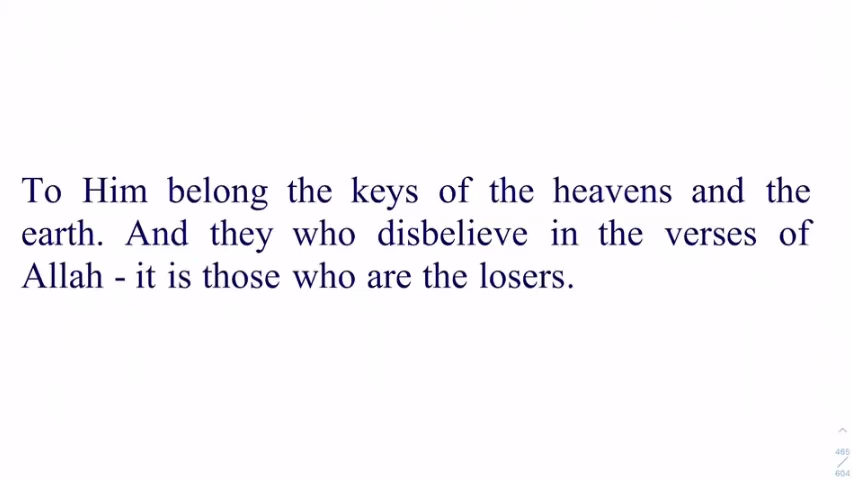 To Him belong the keys of the heavens and the
earth. And they who disbelieve in the verses of
Allah - it is those who are the losers.
465
604